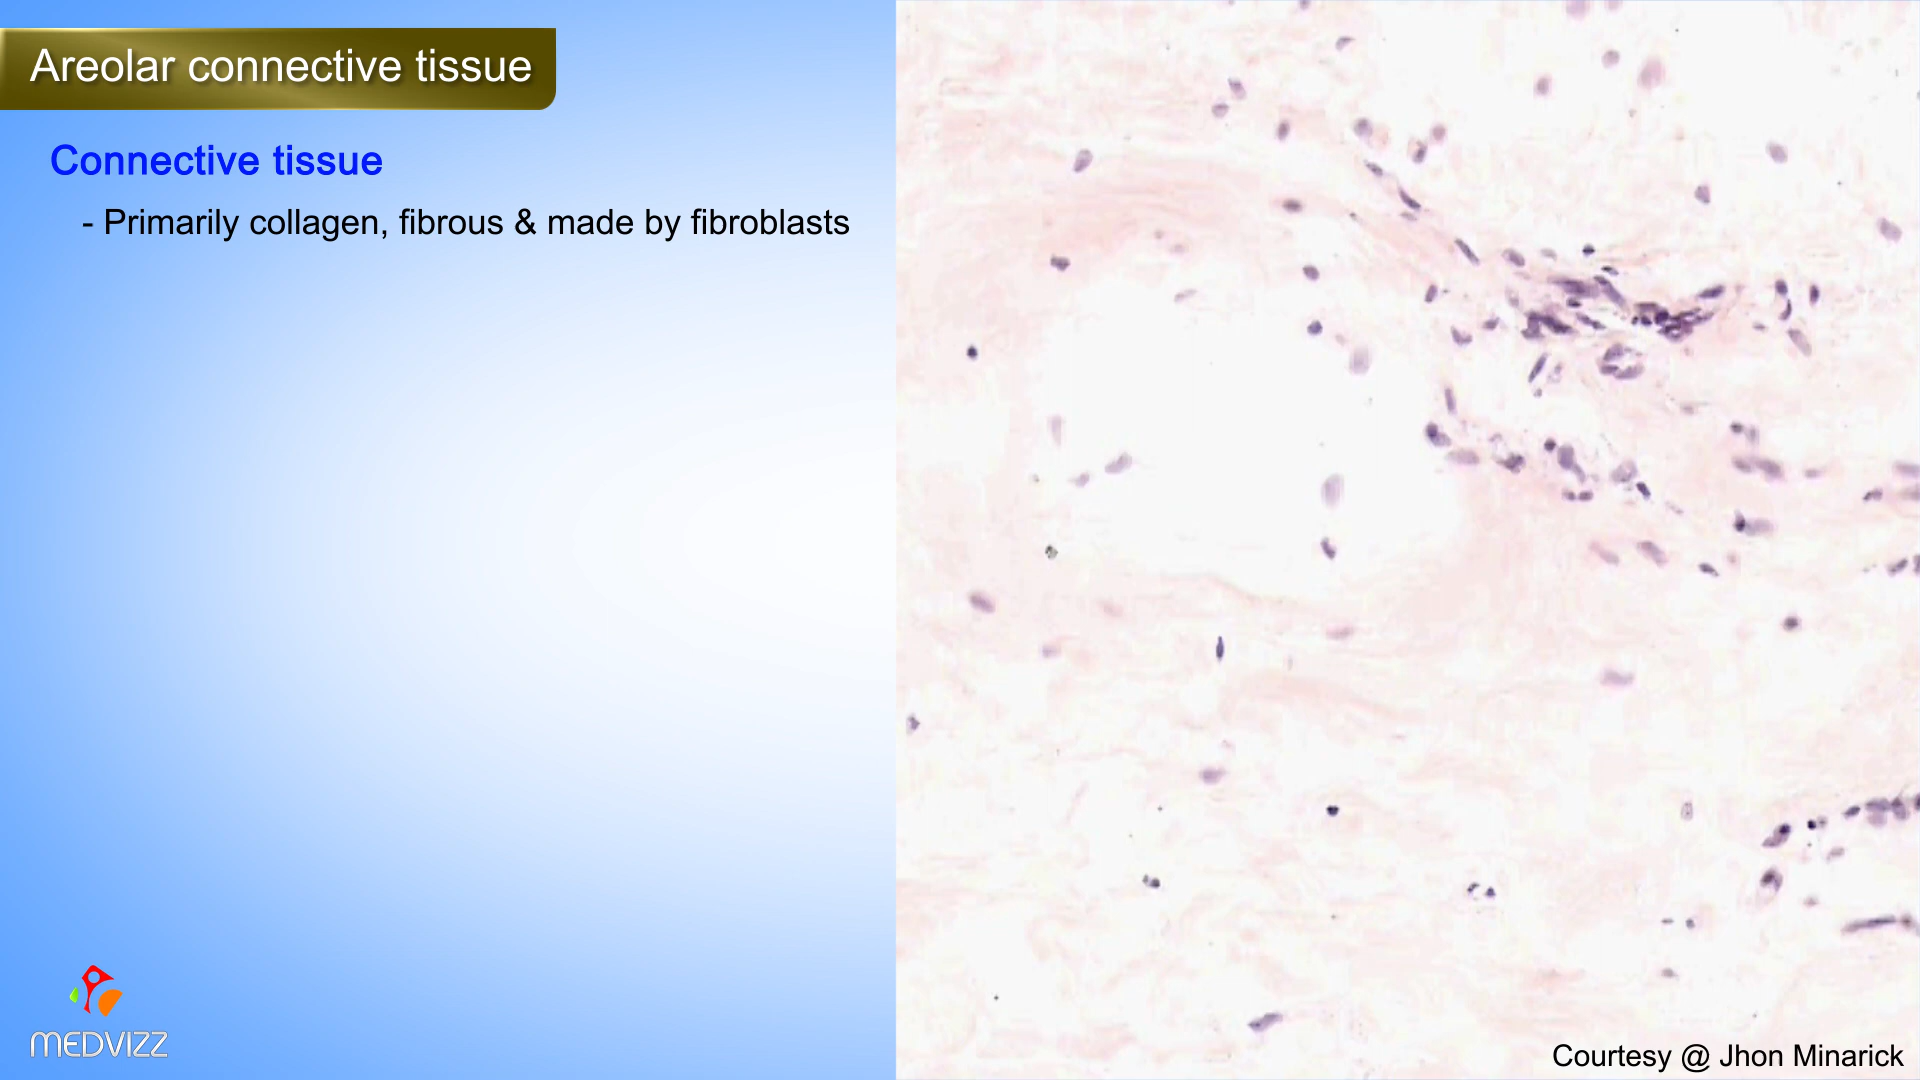 Areolar connective tissue
Connective tissue
- Primarily collagen, fibrous & made by fibroblasts
MEDVIZZ
Courtesy @ Jhon Minarick